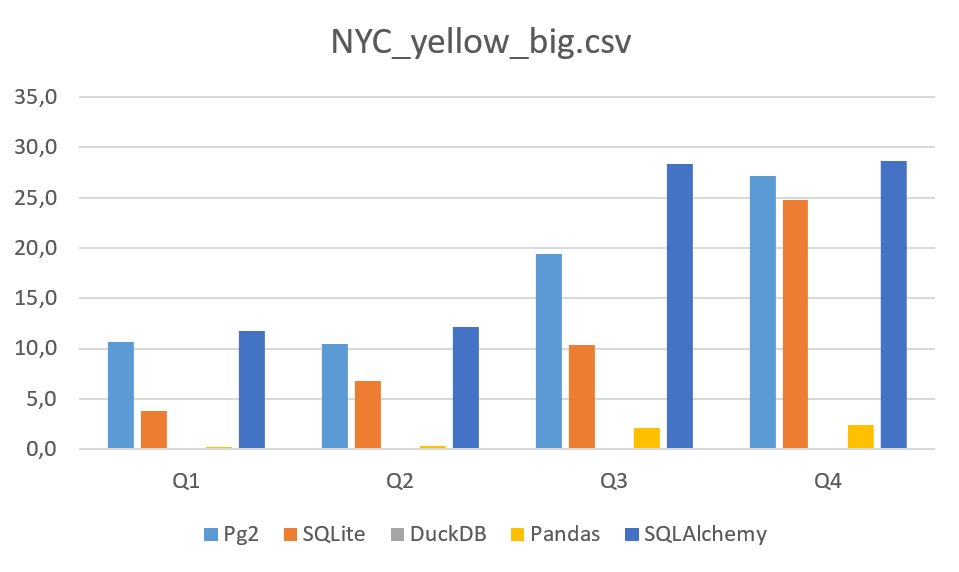 NYC_yellow_big.csv
35,0
30,0
25,0
20,0
15,0
10,0
5,0
0,0
Q1 Q2 Q3 Q4
Pg2 SQLite DuckDB Pandas SQLAlchemy